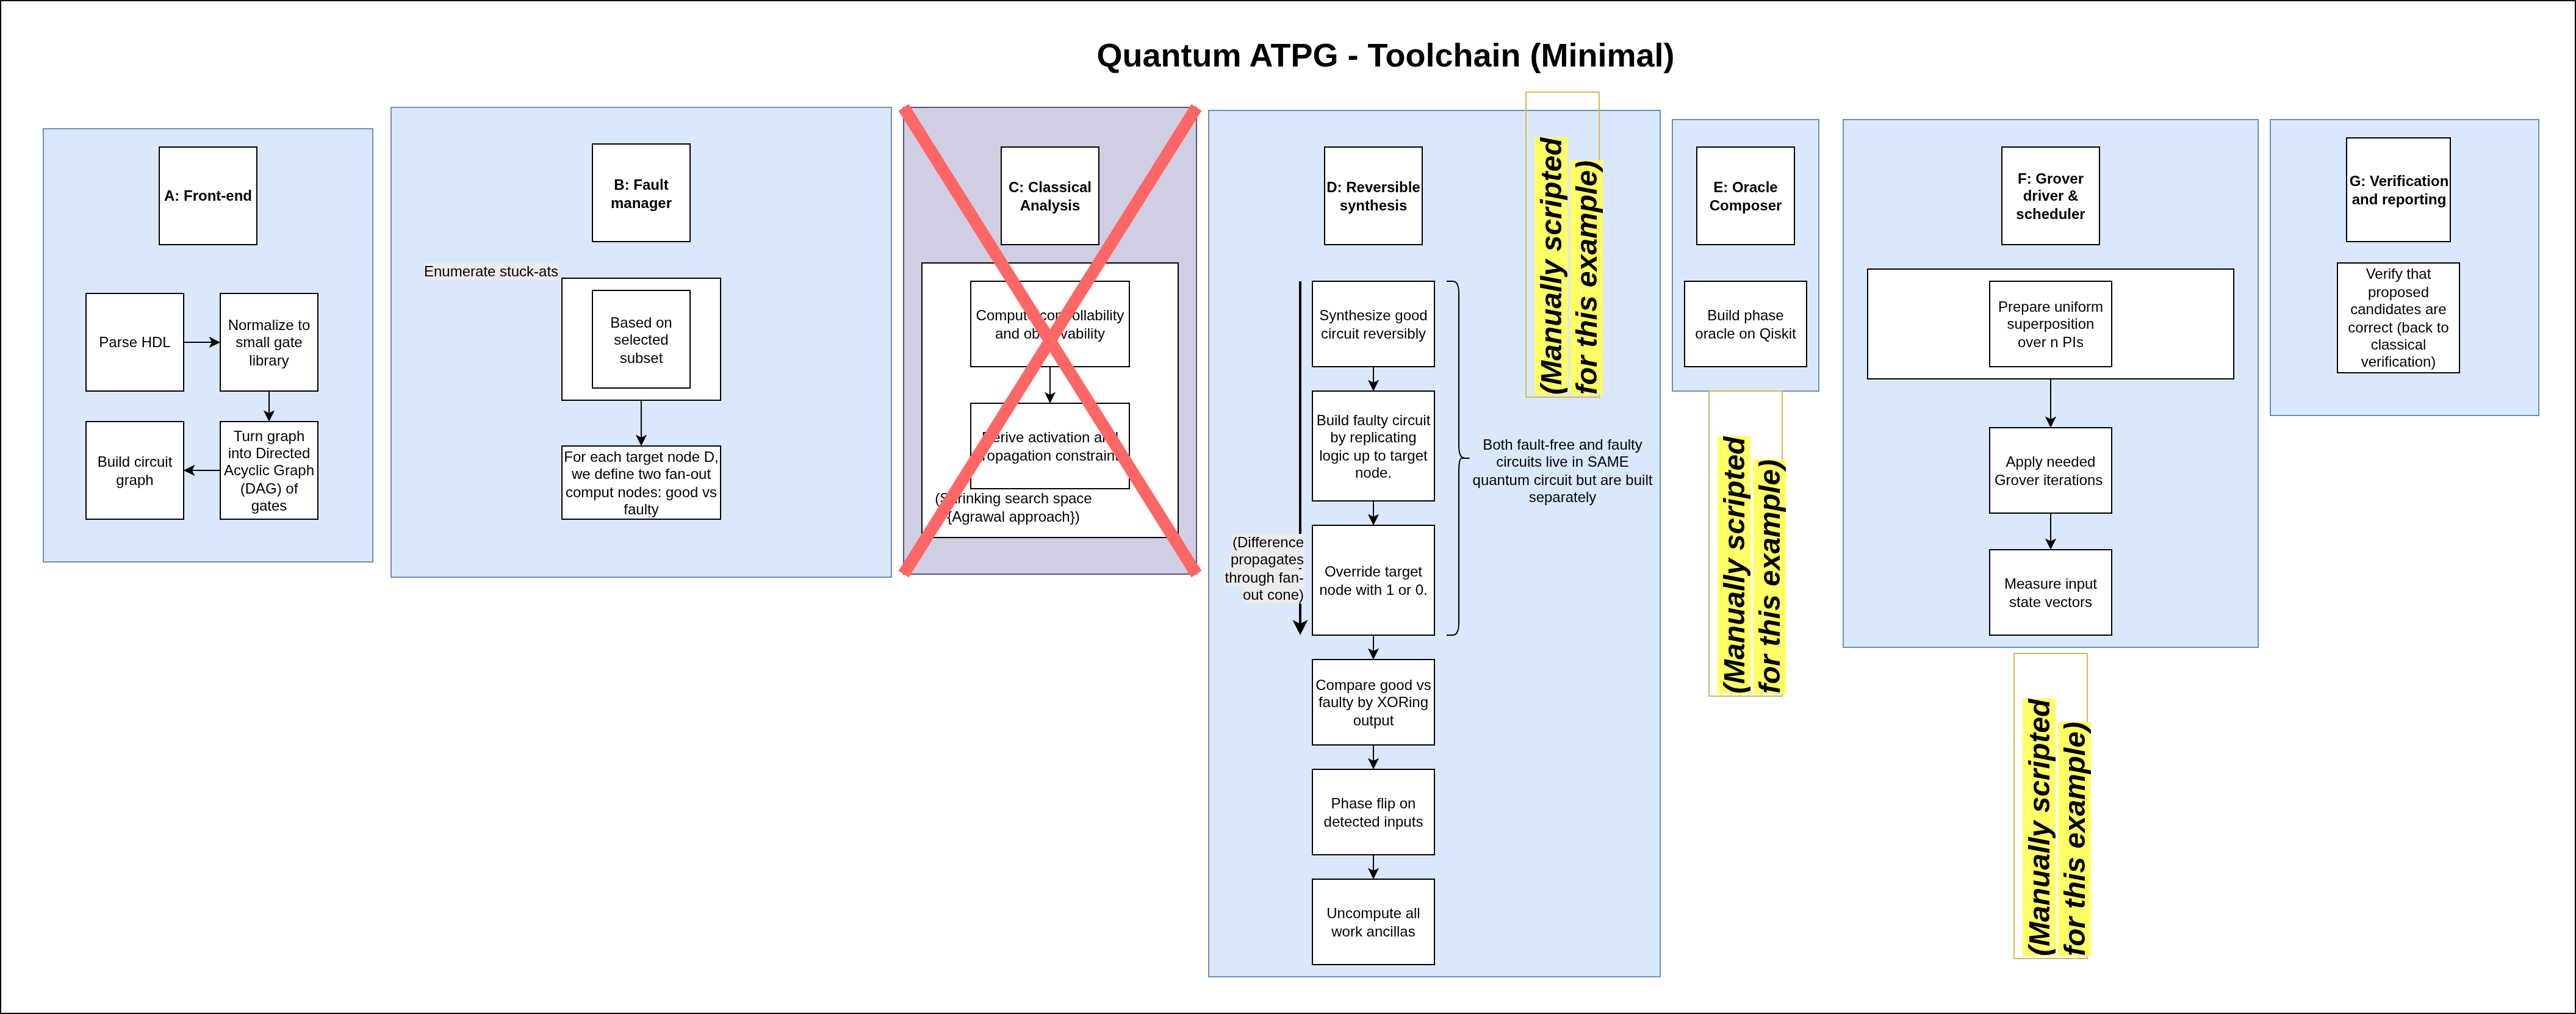 Quantum ATPG - Toolchain (Minimal)
A: Front-end
Parse HDL
Normalize to
small gate
library
Build circuit
graph
Turn graph
into Directed
Acyclic Graph
(DAG) of
gates
B: Fault
manager
Enumerate stuck-ats
Based on
selected
subset
For each target node D,
we define two fan-out
comput nodes: good vs
faulty
C: Classical
Analysis
Compute controllability
and observability
Derive activation and
propagation constraints
(Shrinking search space
{Agrawal approach})
D: Reversible
synthesis
(Manually scripted
for this example)
Synthesize good
circuit reversibly
Build faulty circuit
by replicating
logic up to target
node.
Both fault-free and faulty
circuits live in SAME
quantum circuit but are built
separately
(Difference
propagates
through fan-
out cone)
Override target
node with 1 or 0.
Compare good vs
faulty by XORing
output
Phase flip on
detected inputs
Uncompute all
work ancillas
E: Oracle
Composer
Build phase
oracle on Qiskit
(Manually scripted
for this example)
F: Grover
driver &
scheduler
Prepare uniform
superposition
over n PIs
Apply needed
Grover iterations
Measure input
state vectors
(Manually scripted
for this example)
G: Verification
and reporting
Verify that
proposed
candidates are
correct (back to
classical
verification)